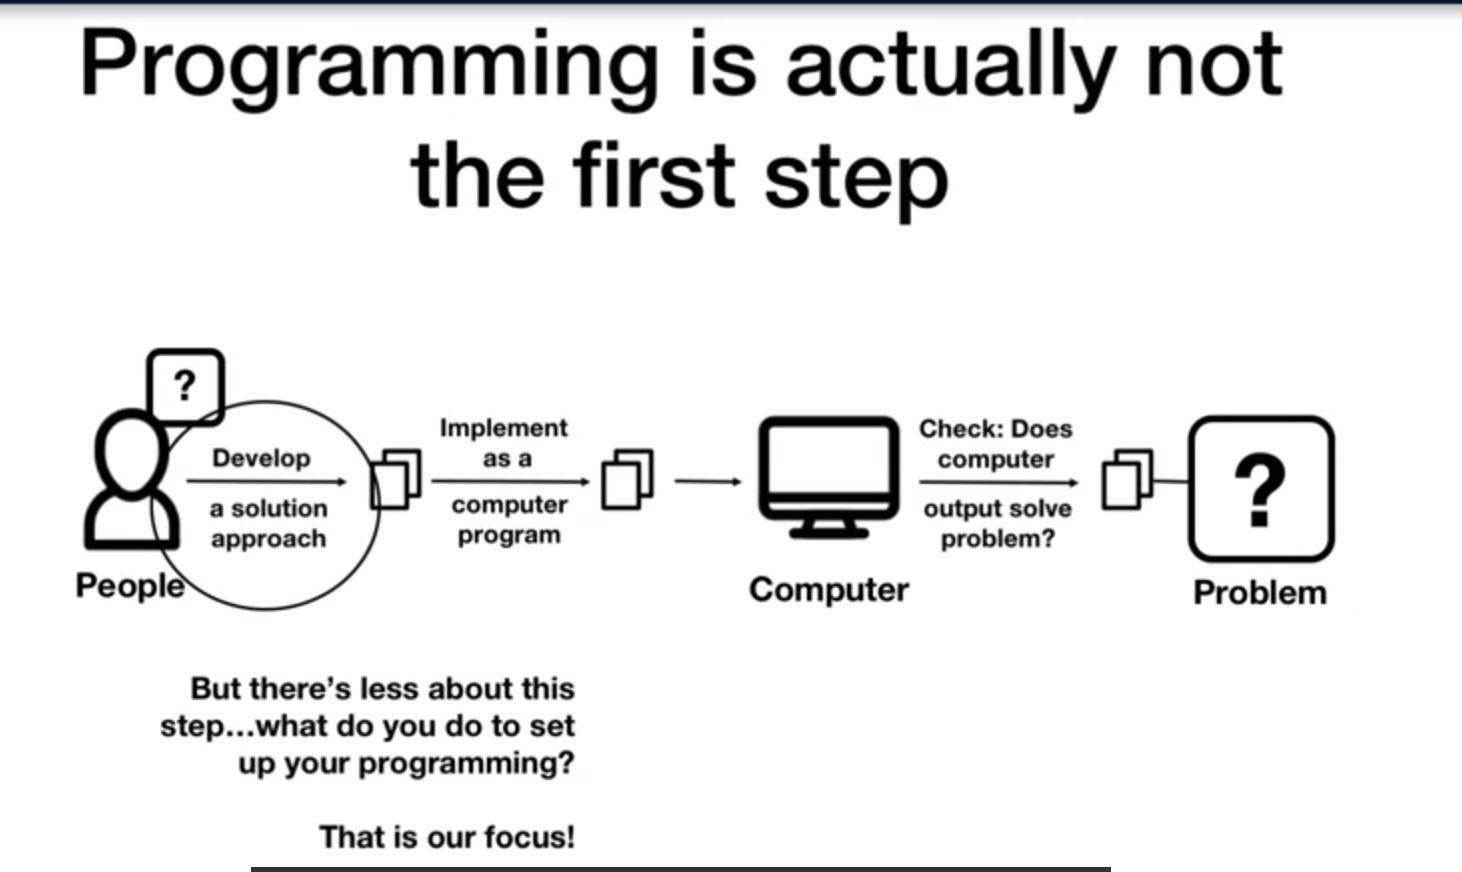 Programming is actually not
the first step
?
Develop
a solution
approach
Implement
as a
computer
program
Check: Does
computer
output solve
problem?
?
People
Computer
Problem
But there's less about this
step...what do you do to set
up your programming?
That is our focus!